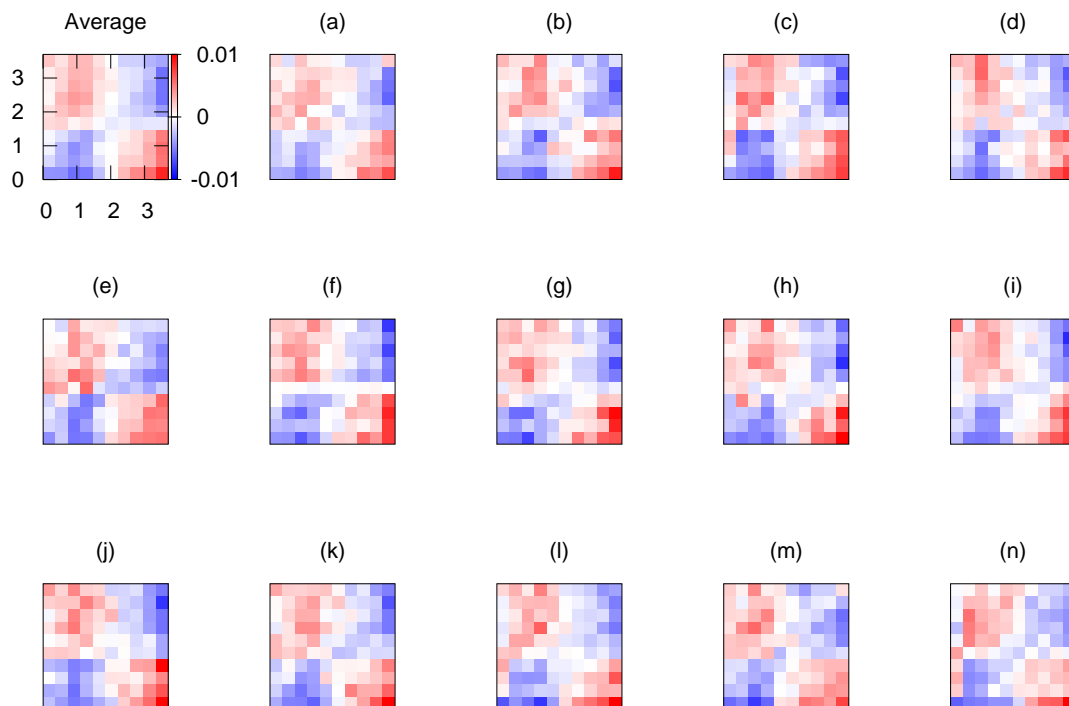 Average (a) (b) (c) (d)
3 0.01
2 0
1
0 -0.01
0 1 2 3
(e) (f) (g) (h) (i)
(j) (k) (l) (m) (n)